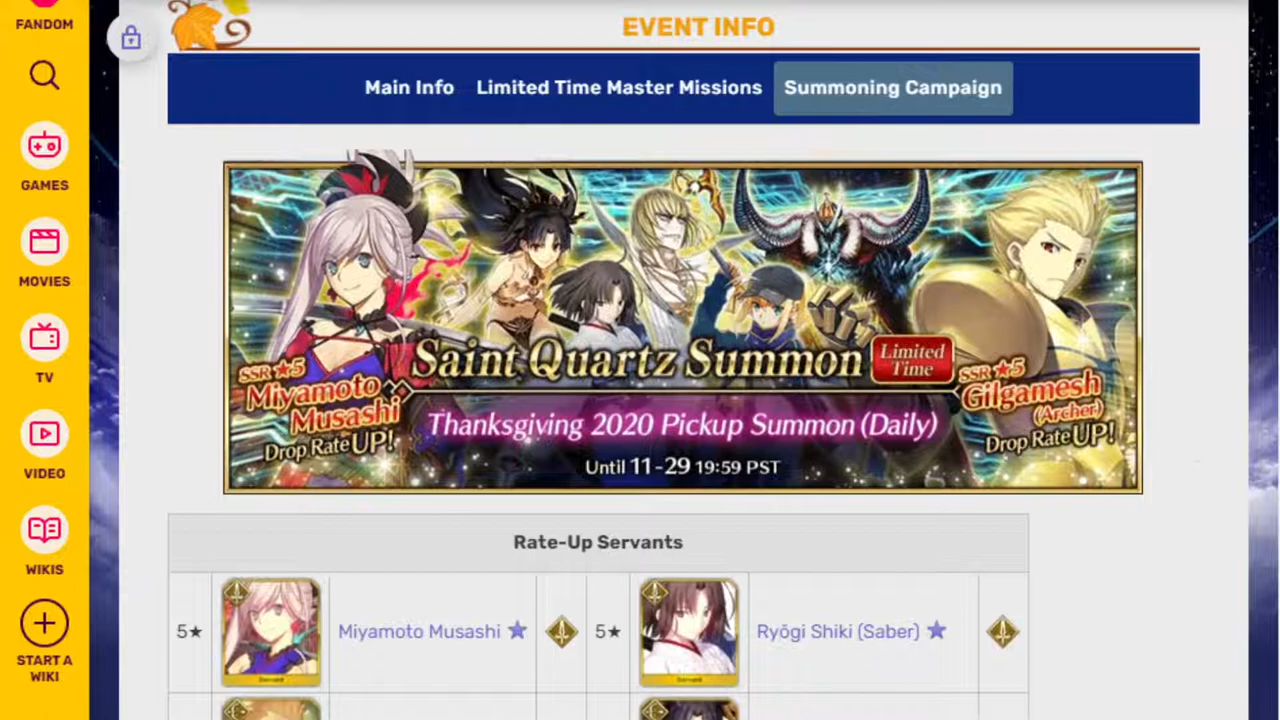 FANDOM
GAMES
MOVIES
TV
VIDEO
WIKIS
START A
WIKI
EVENT INFO
Main Info
Limited Time Master Missions
Summoning Campaign
SSR ★5
Miyamoto
Musashi
Drop Rate UP!
Saint Quartz Summon
Limited
Time
Thanksgiving 2020 Pickup Summon (Daily)
Until 11-29 19:59 PST
SSR ★5
Gilgamesh
(Archer)
Drop Rate UP!
Rate-Up Servants
5★
Miyamoto Musashi ★
5★
Ryōgi Shiki (Saber) ★